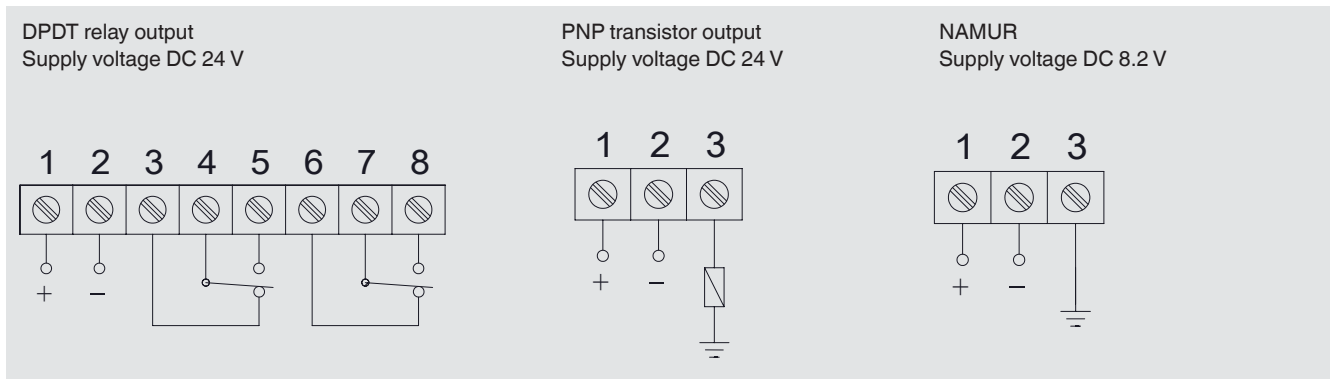 DPDT relay output
Supply voltage DC 24 V
1 2 3 4 5 6 7 8
+ −
PNP transistor output
Supply voltage DC 24 V
1 2 3
+ −
NAMUR
Supply voltage DC 8.2 V
1 2 3
+ −